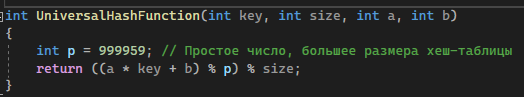 int UniversalHashFunction(int key, int size, int a, int b)
{
int p = 999959; // Простое число, большее размера хеш-таблицы
return ((a * key + b) % p) % size;
}